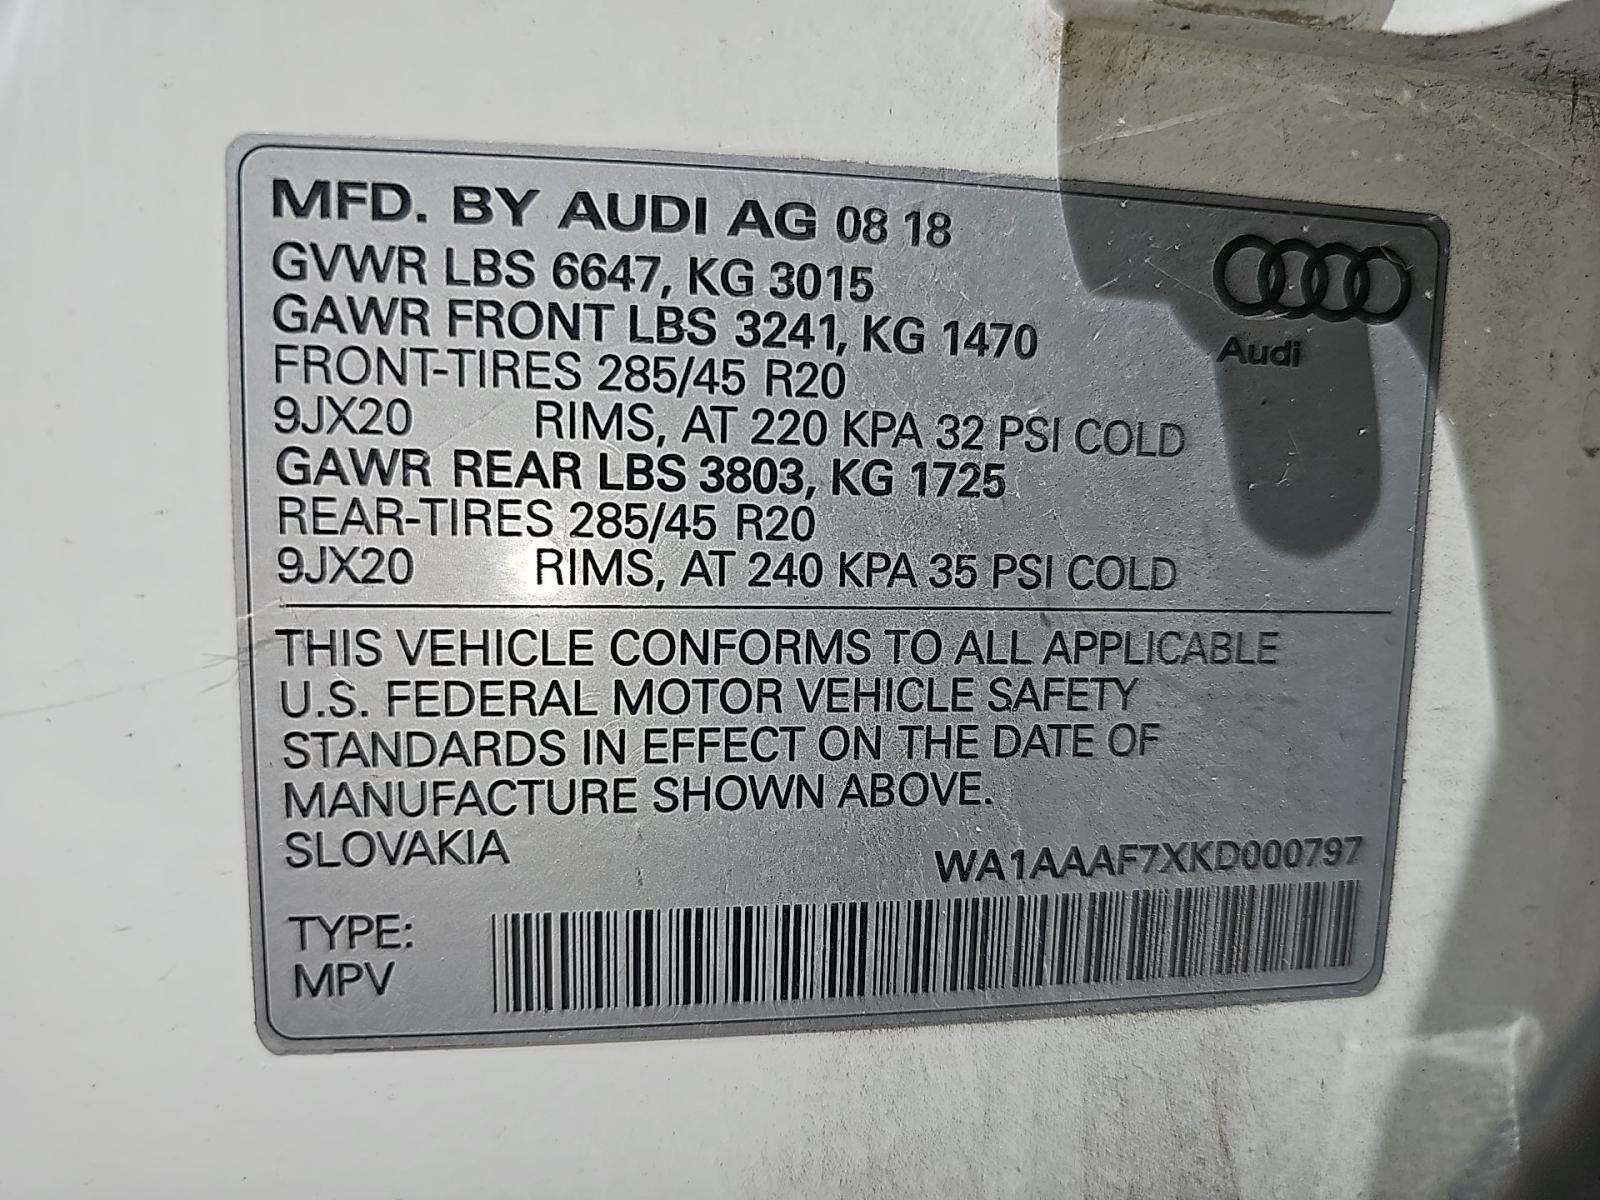 MFD. BY AUDI AG 08 18
GVWR LBS 6647, KG 3015
GAWR FRONT LBS 3241, KG 1470
FRONT-TIRES 285/45 R20
9JX20 RIMS, AT 220 KPA 32 PSI COLD
GAWR REAR LBS 3803, KG 1725
REAR-TIRES 285/45 R20
9JX20 RIMS, AT 240 KPA 35 PSI COLD
Audi
THIS VEHICLE CONFORMS TO ALL APPLICABLE
U.S. FEDERAL MOTOR VEHICLE SAFETY
STANDARDS IN EFFECT ON THE DATE OF
MANUFACTURE SHOWN ABOVE.
SLOVAKIA
WA1AAAF7XKD000797
TYPE:
MPV